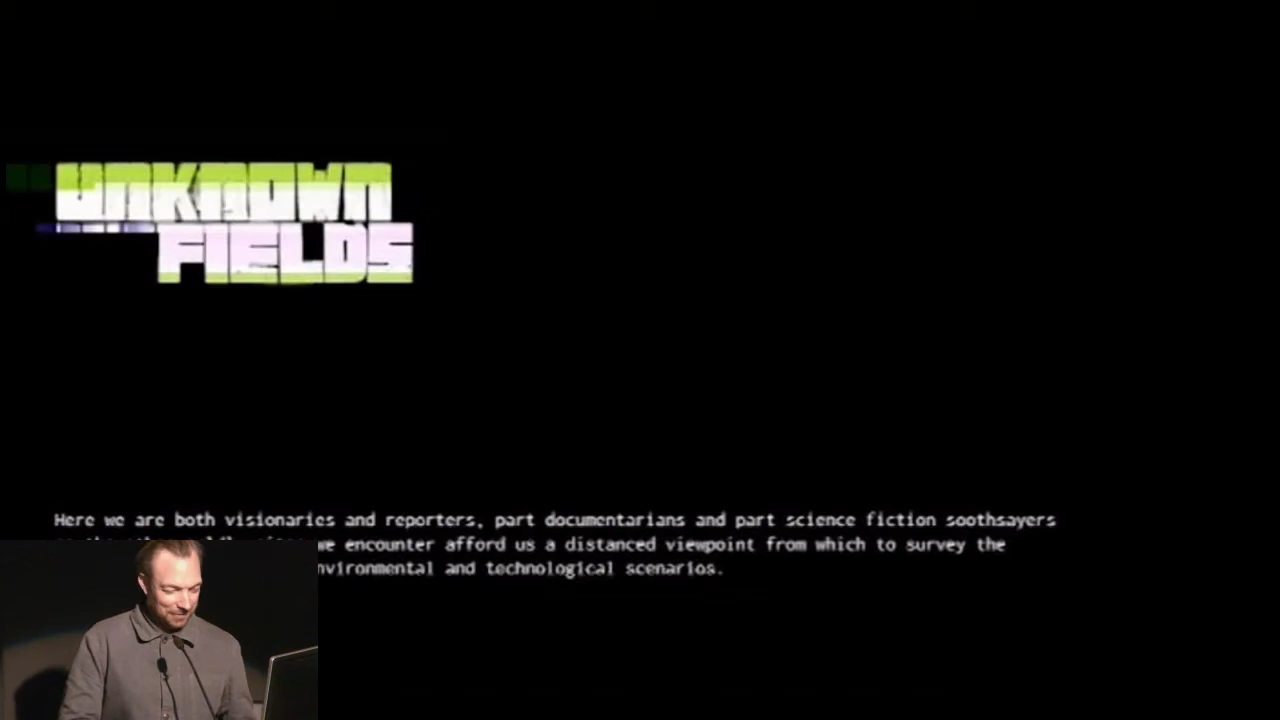 UNKNOWN
FIELDS
Here we are both visionaries and reporters, part documentarians and part science fiction soothsayers
we encounter afford us a distanced viewpoint from which to survey the
nvironmental and technological scenarios.